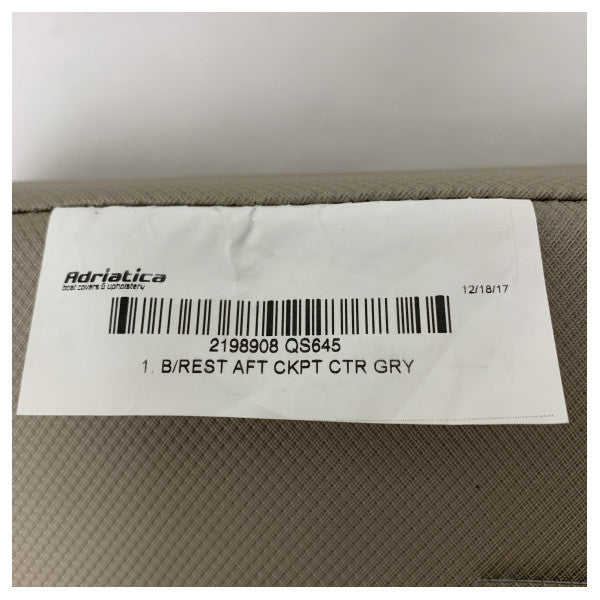 Adriatica
boat covers & upholstery
12/18/17
2198908 QS645
1. B/REST AFT CKPT CTR GRY